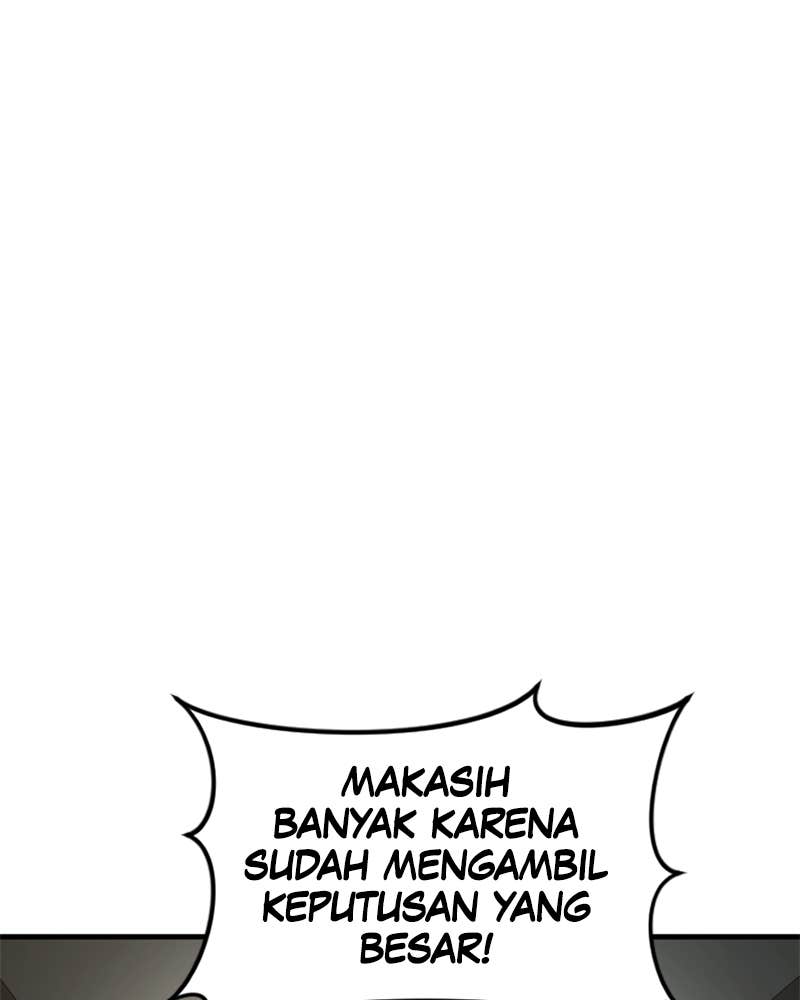 MAKASIH
BANYAK KARENA
SUDAH MENGAMBIL
KEPUTUSAN YANG
BESAR!